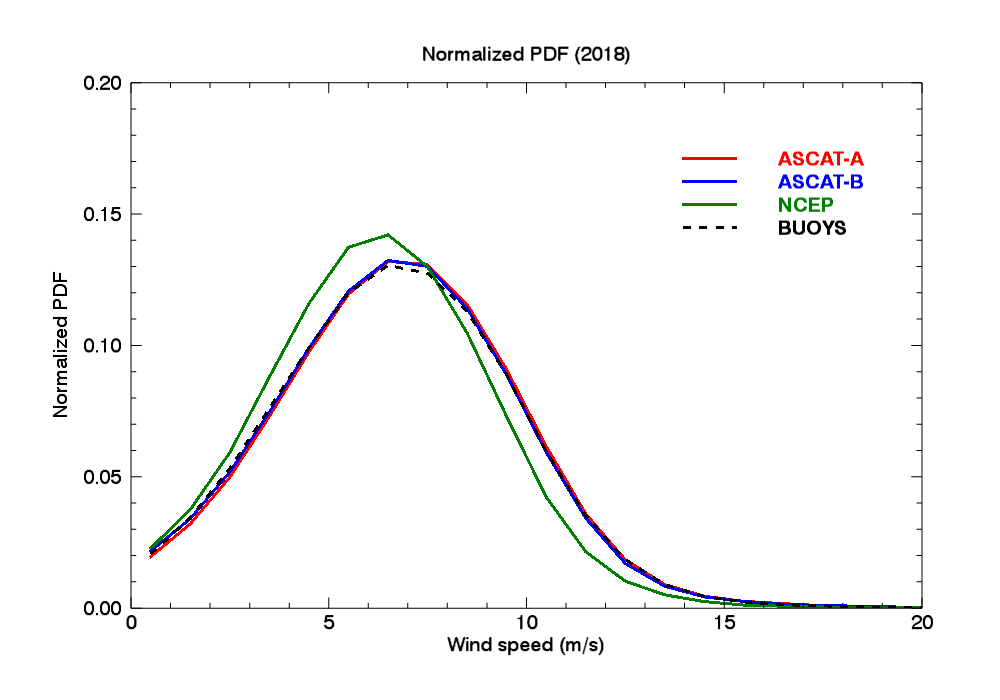 Normalized PDF (2018)
0.20
ASCAT-A
ASCAT-B
NCEP
BUOYS
0.15
Normalized PDF
0.10
0.05
0.00
0 5 10 15 20
Wind speed (m/s)